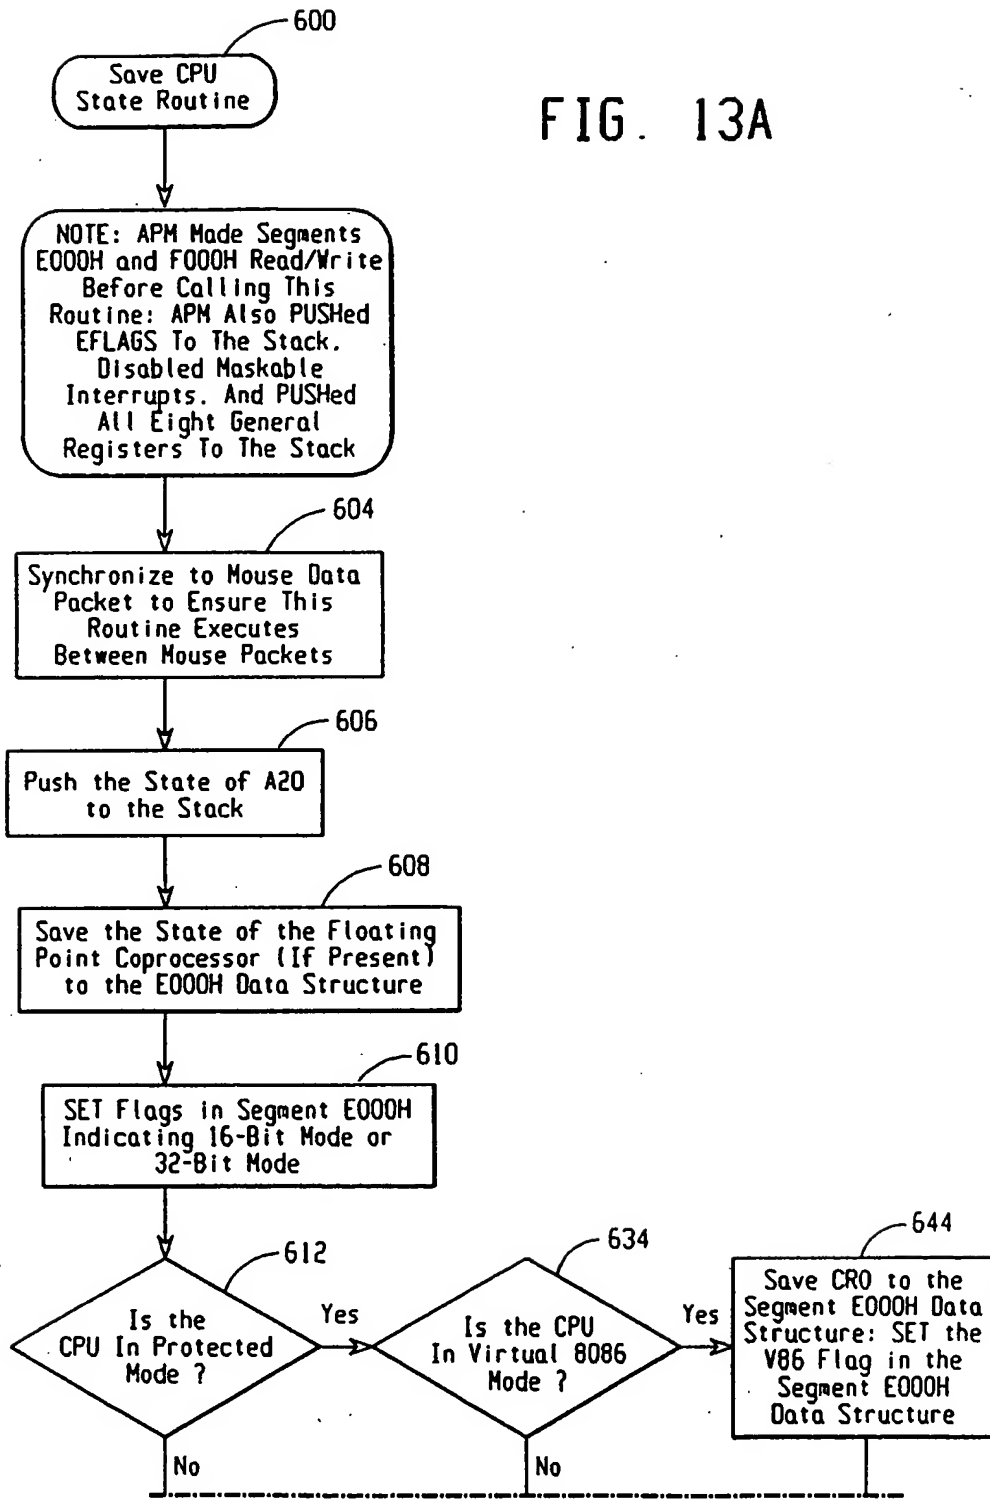 600
Save CPU
State Routine
FIG. 13A
NOTE: APM Made Segments
E000H and F000H Read/Write
Before Calling This
Routine: APM Also PUSHed
EFLAGS To The Stack.
Disabled Maskable
Interrupts. And PUSHed
All Eight General
Registers To The Stack
604
Synchronize to Mouse Data
Packet to Ensure This
Routine Executes
Between Mouse Packets
606
Push the State of A20
to the Stack
608
Save the State of the Floating
Point Coprocessor (If Present)
to the E000H Data Structure
610
SET Flags in Segment E000H
Indicating 16-Bit Mode or
32-Bit Mode
612
Is the
CPU In Protected
Mode ?
Yes
No
634
Is the CPU
In Virtual 8086
Mode ?
Yes
No
644
Save CR0 to the
Segment E000H Data
Structure: SET the
V86 Flag in the
Segment E000H
Data Structure